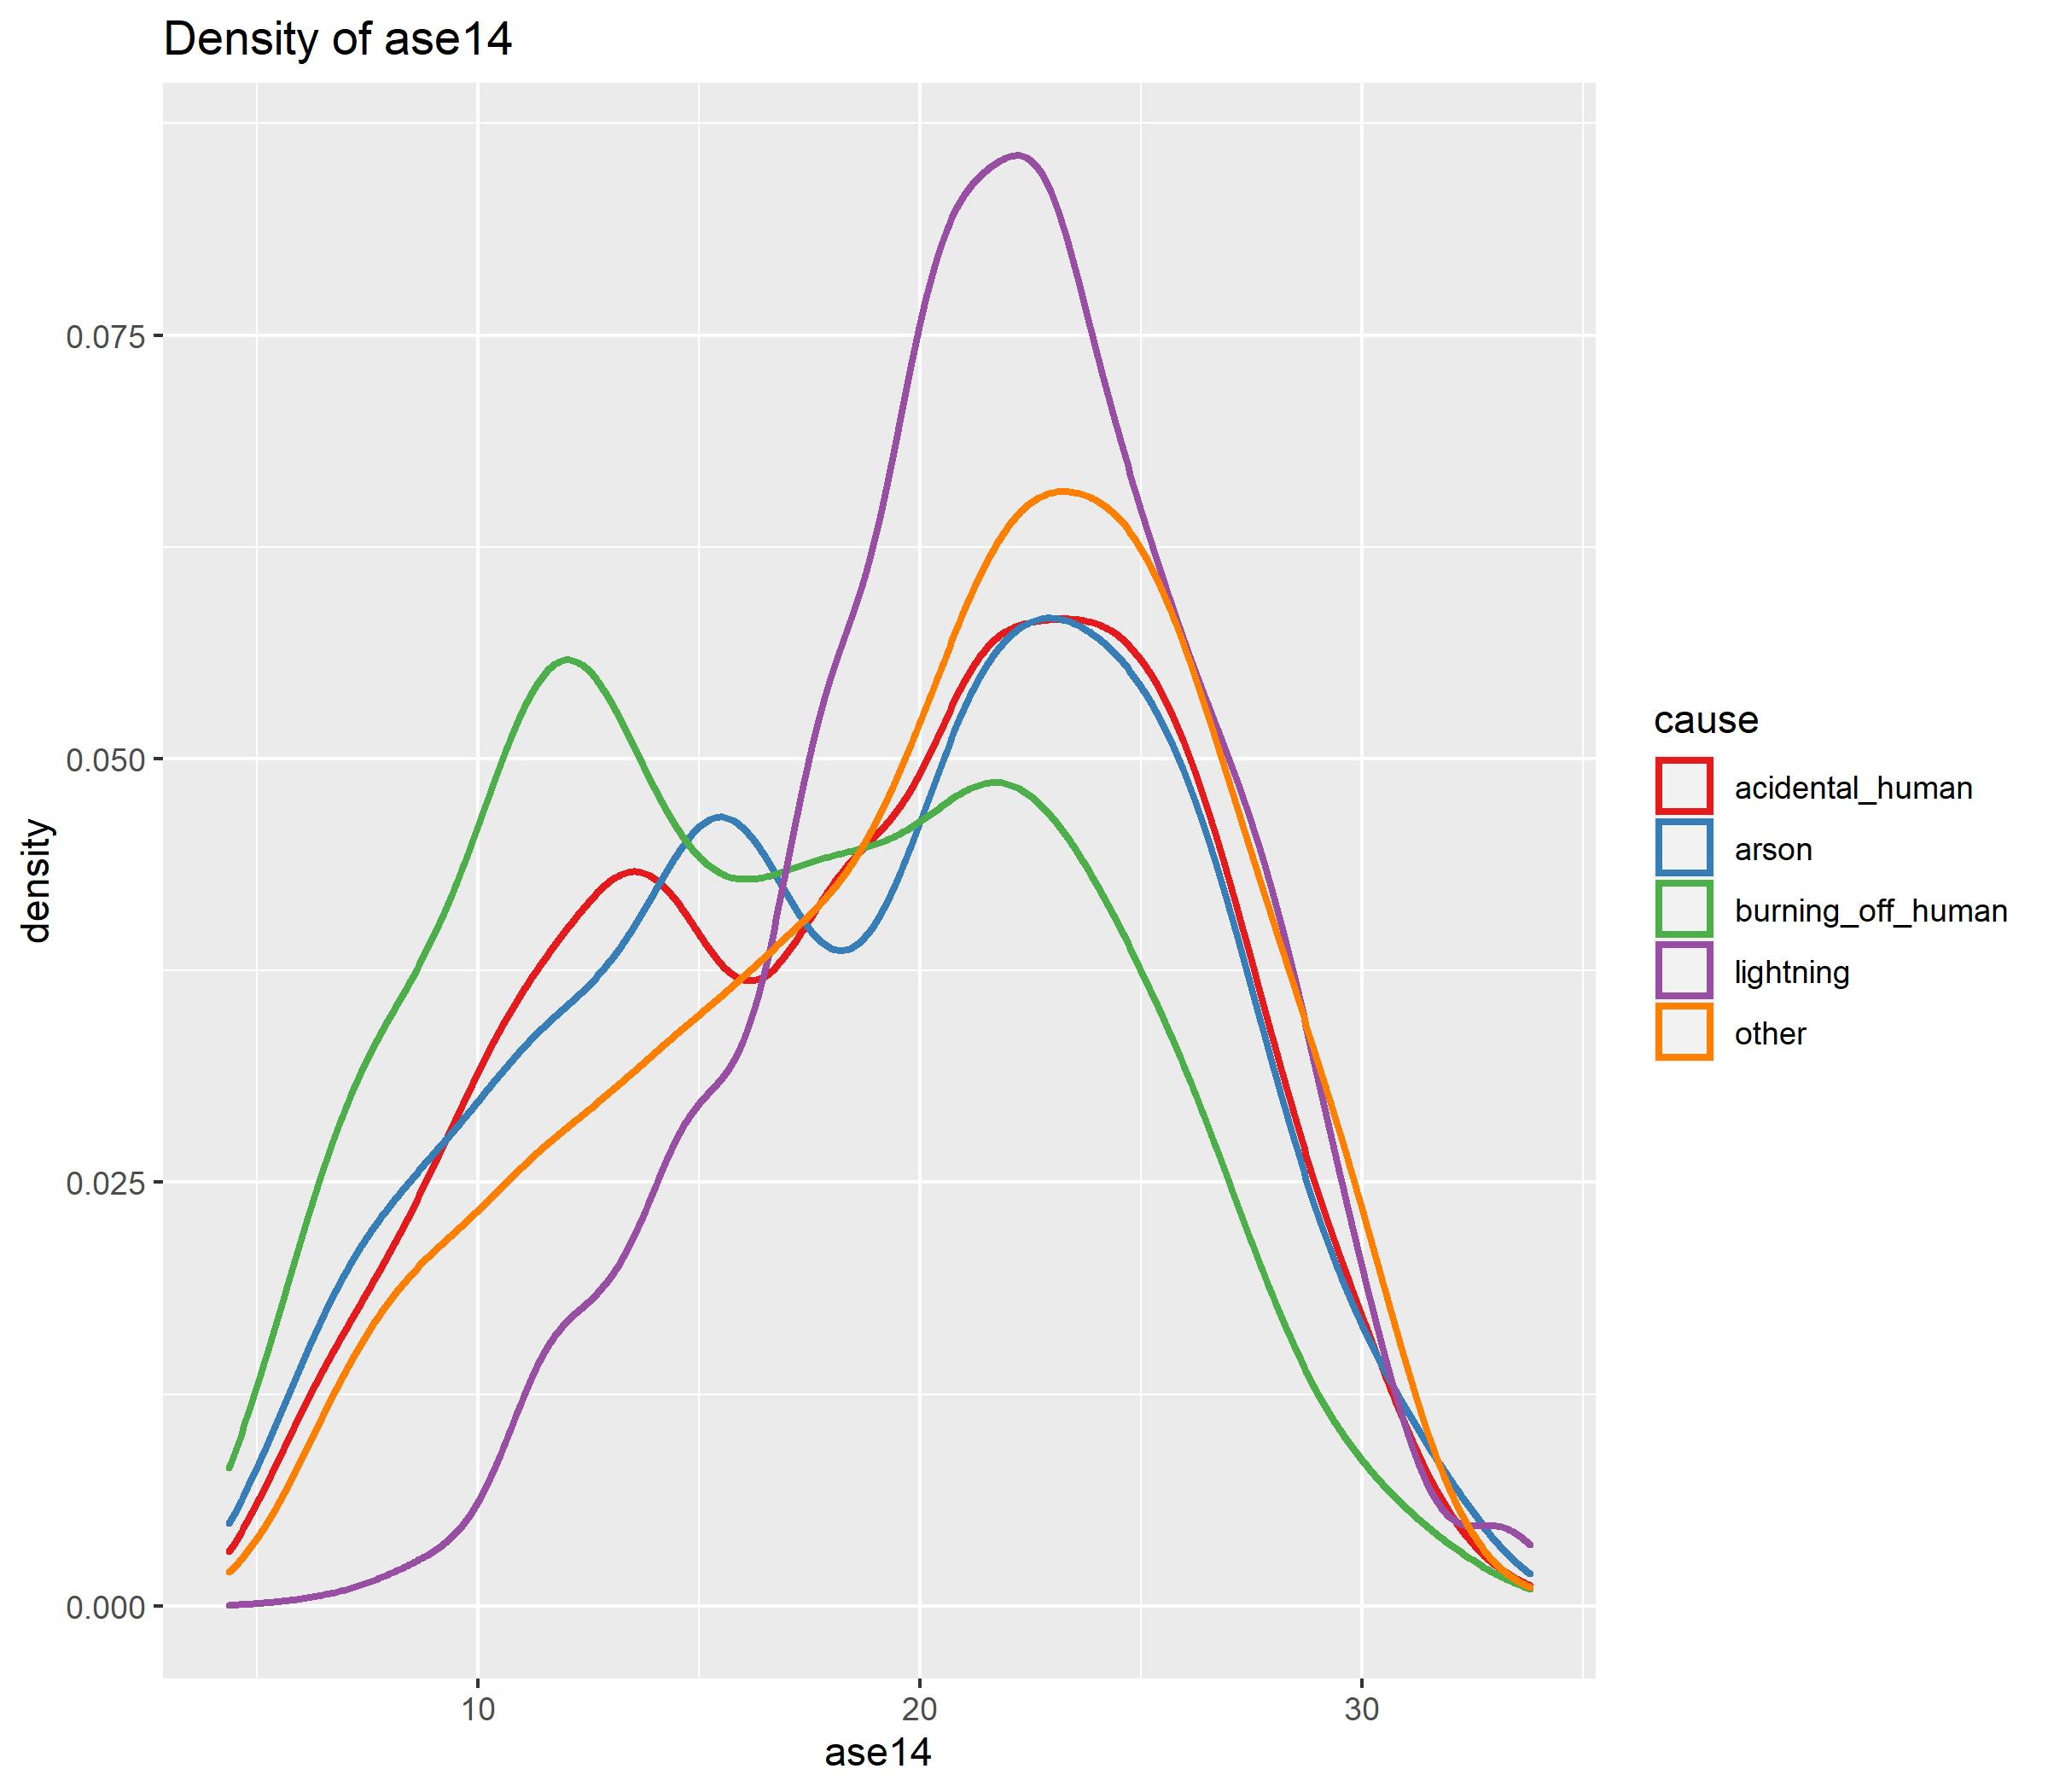 Density of ase14
density
0.075
0.050
0.025
0.000
10 20 30
ase14
cause
acidental_human
arson
burning_off_human
lightning
other